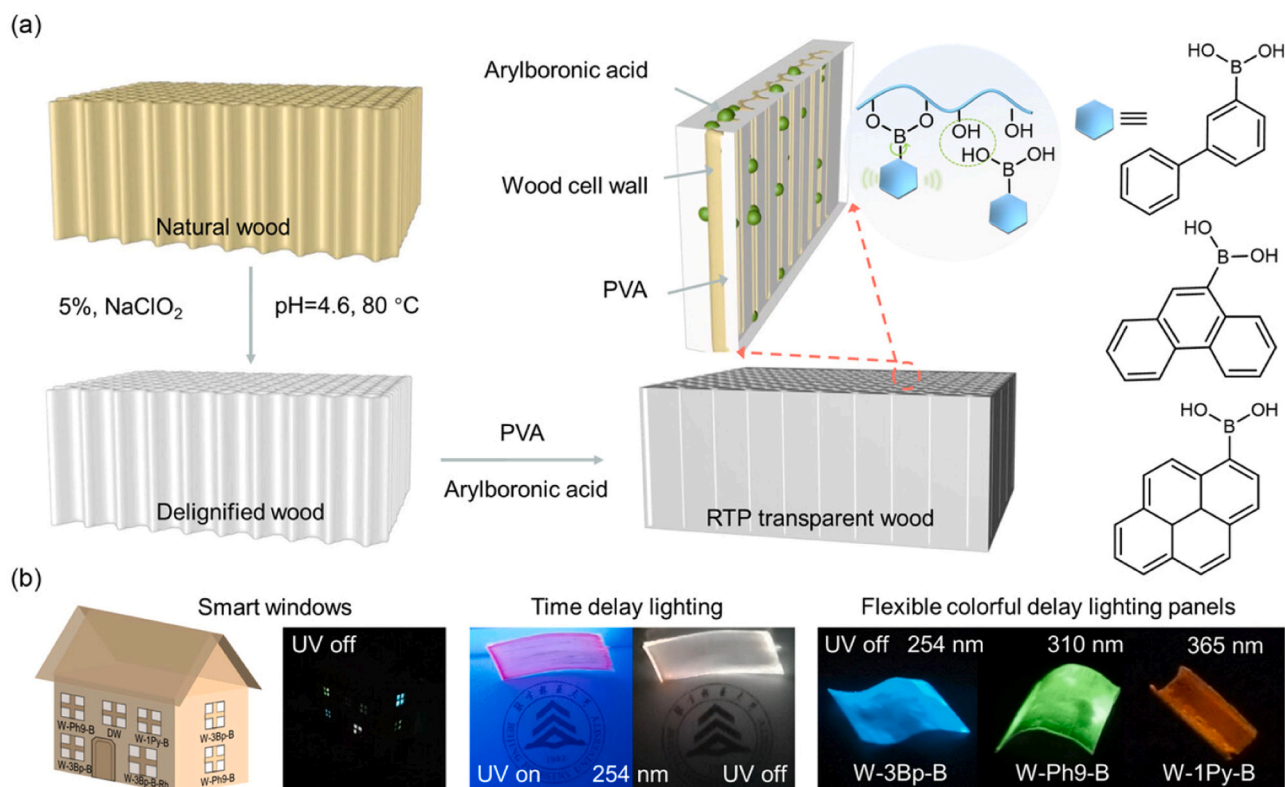 (a)
Natural wood
5%, NaClO₂
pH=4.6, 80 °C
Delignified wood
PVA
Arylboronic acid
RTP transparent wood
Arylboronic acid
Wood cell wall
PVA
O
O
B
OH
OH
HO
OH
B
HO
OH
B
HO
OH
B
HO
OH
B
(b)
Smart windows
W-Ph9-B
DW
W-1Py-B
W-3Bp-B
W-3Bp-B
W-3Bp-B-Rh
W-Ph9-B
UV off
Time delay lighting
UV on
254 nm
UV off
Flexible colorful delay lighting panels
UV off
254 nm
310 nm
365 nm
W-3Bp-B
W-Ph9-B
W-1Py-B